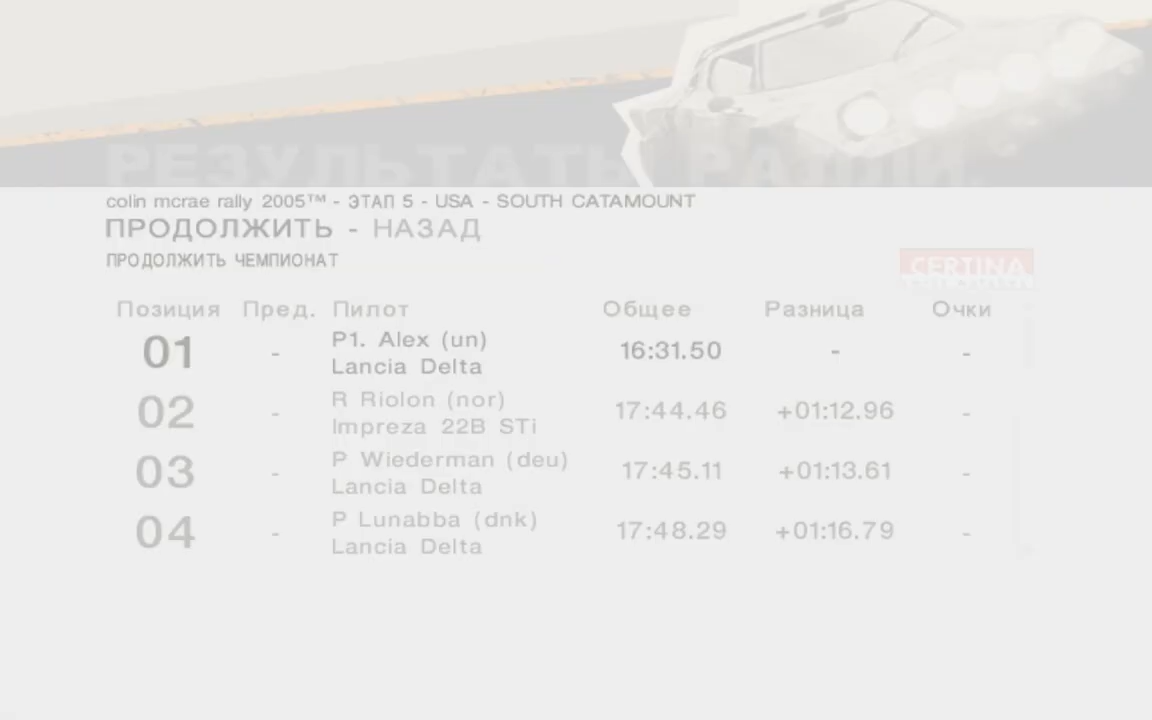 РЕЗУЛЬТАТЫ РАЛЛИ.
colin mcrae rally 2005™ - ЭТАП 5 - USA - SOUTH CATAMOUNT
ПРОДОЛЖИТЬ - НАЗАД
ПРОДОЛЖИТЬ ЧЕМПИОНАТ
CERTINA
Позиция Пред. Пилот Общее Разница Очки
01 - P1. Alex (un) 16:31.50 - -
Lancia Delta
02 - R Riolon (nor) 17:44.46 +01:12.96 -
Impreza 22B STi
03 - P Wiederman (deu) 17:45.11 +01:13.61 -
Lancia Delta
04 - P Lunabba (dnk) 17:48.29 +01:16.79 -
Lancia Delta